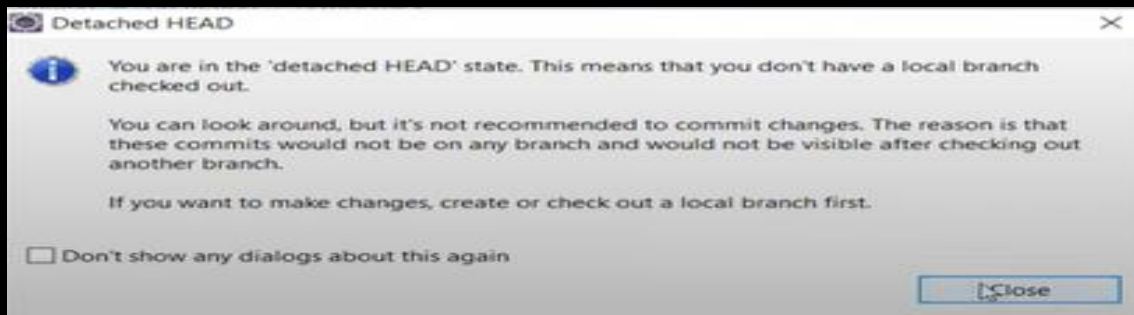 Detached HEAD
You are in the 'detached HEAD' state. This means that you don't have a local branch
checked out.
You can look around, but it's not recommended to commit changes. The reason is that
these commits would not be on any branch and would not be visible after checking out
another branch.
If you want to make changes, create or check out a local branch first.
Don't show any dialogs about this again
Close